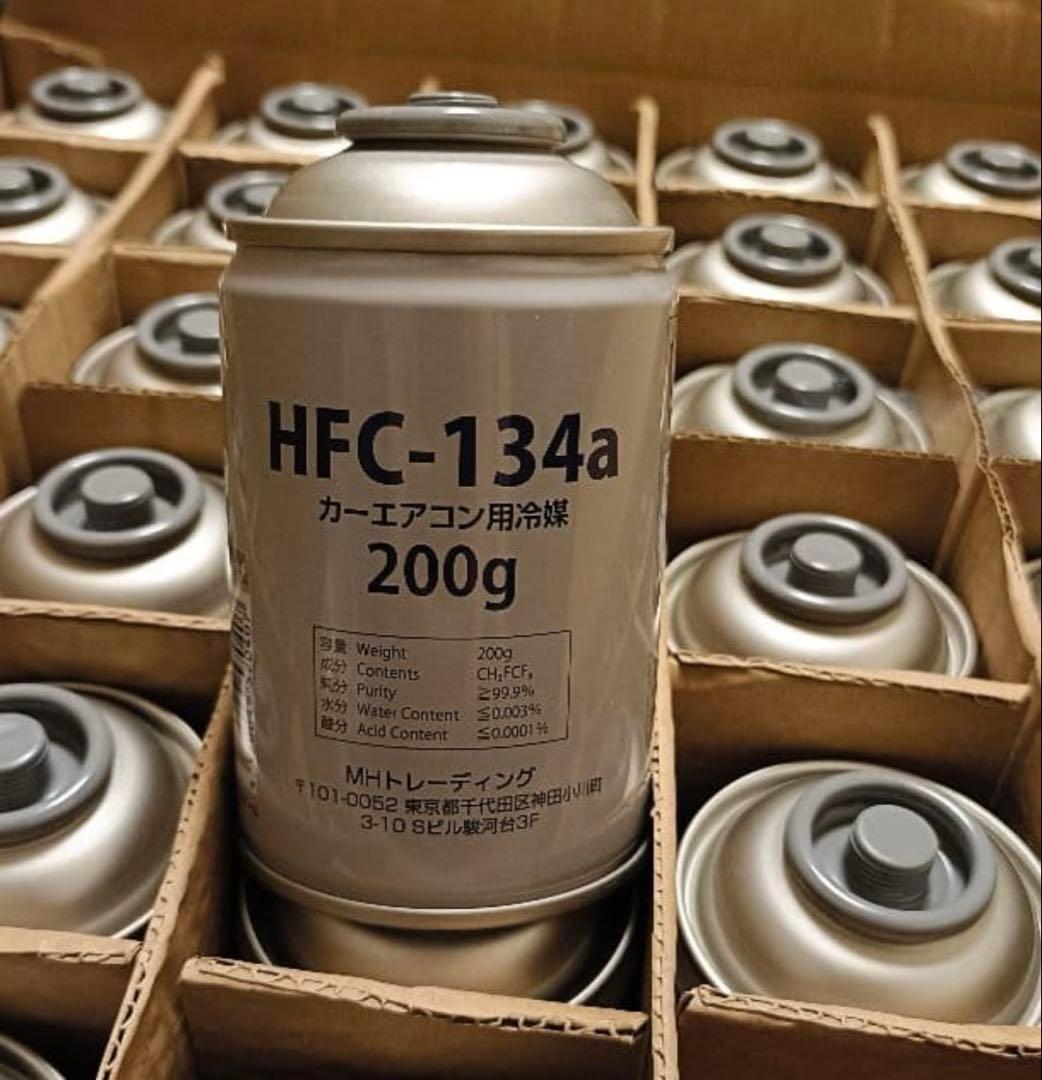 HFC-134a
カーエアコン用冷媒
200g
容量 Weight 200g
成分 Contents CH₂FCF₃
純分 Purity ≧99.9%
水分 Water Content ≦0.003%
酸分 Acid Content ≦0.0001%
MHトレーディング
〒101-0052 東京都千代田区神田小川町
3-10 Sビル駿河台3F